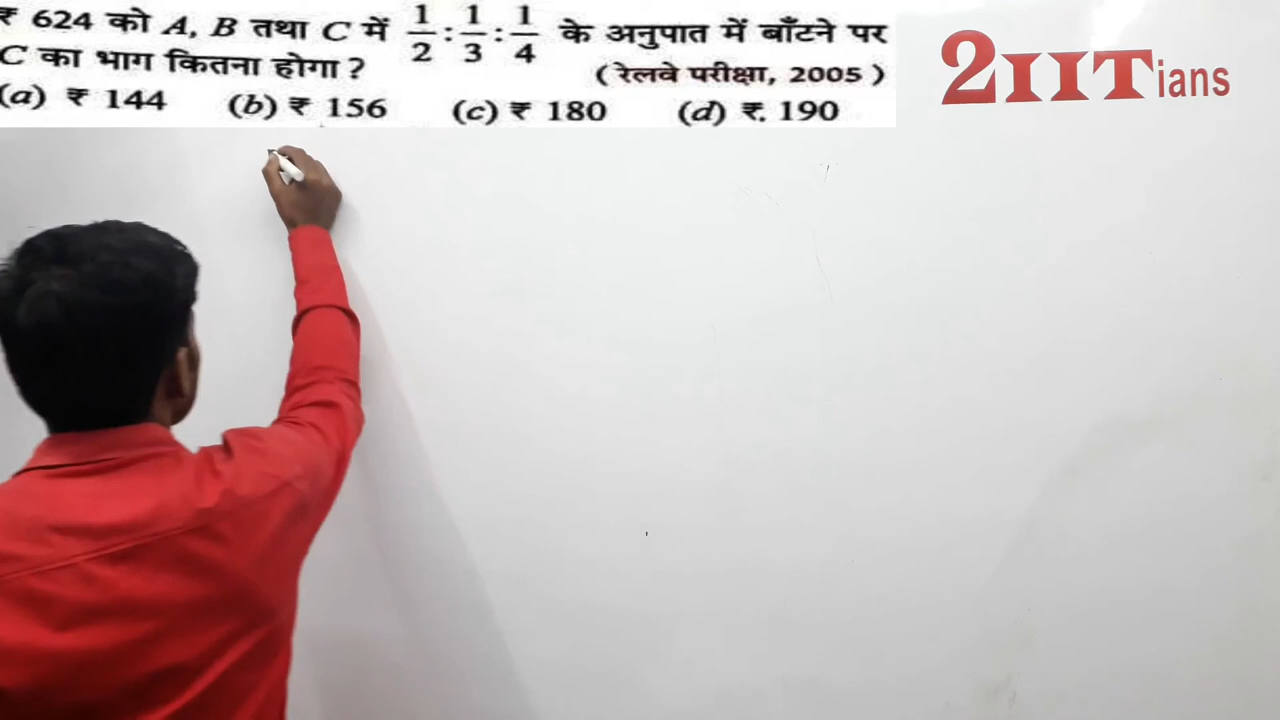 ₹ 624 को A, B तथा C में 1/2 : 1/3 : 1/4 के अनुपात में बाँटने पर
C का भाग कितना होगा ? (रेलवे परीक्षा, 2005)
(a) ₹ 144 (b) ₹ 156 (c) ₹ 180 (d) ₹. 190
2IITians